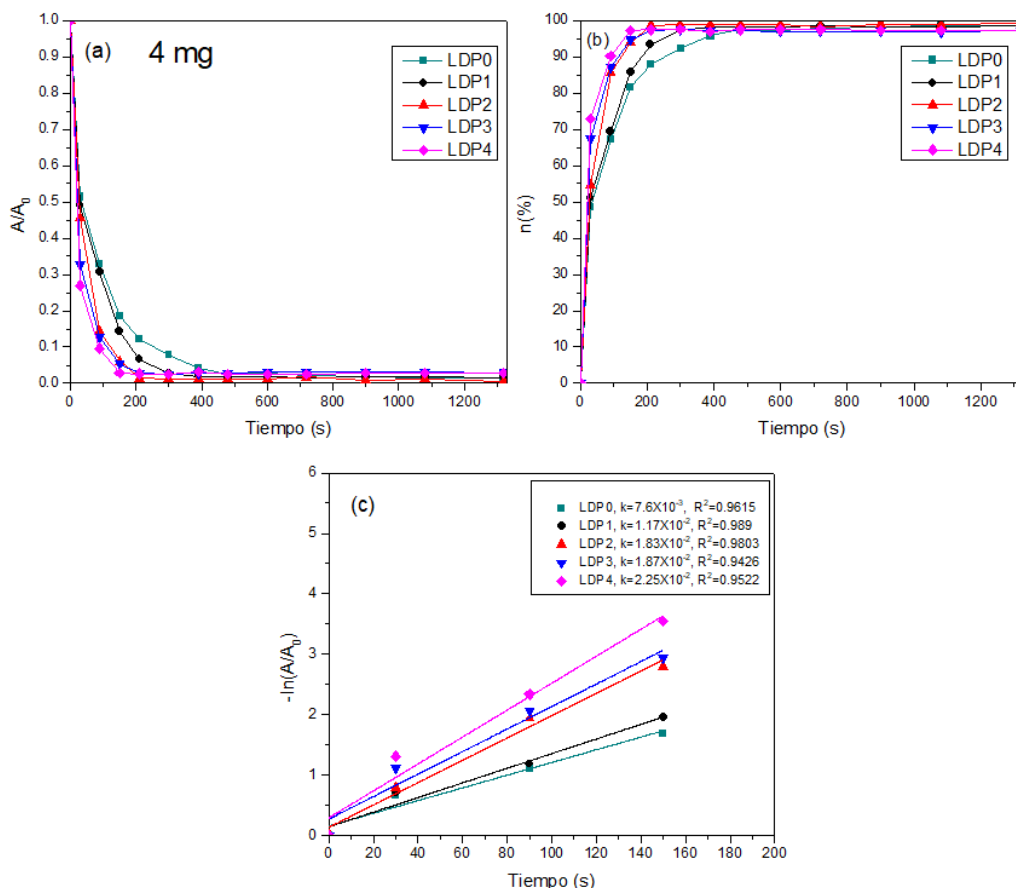 (a) 4 mg
LDP0
LDP1
LDP2
LDP3
LDP4
1.0
0.9
0.8
0.7
0.6
0.5
0.4
0.3
0.2
0.1
0.0
A/A₀
0 200 400 600 800 1000 1200
Tiempo (s)
(b)
LDP0
LDP1
LDP2
LDP3
LDP4
100
90
80
70
60
50
40
30
20
10
0
n(%)
0 200 400 600 800 1000 1200
Tiempo (s)
(c)
LDP0, k=7.6X10⁻³, R²=0.9615
LDP1, k=1.17X10⁻², R²=0.989
LDP2, k=1.83X10⁻², R²=0.9803
LDP3, k=1.87X10⁻², R²=0.9426
LDP4, k=2.25X10⁻², R²=0.9522
6
5
4
3
2
1
0
-ln(A/A₀)
0 20 40 60 80 100 120 140 160 180 200
Tiempo (s)